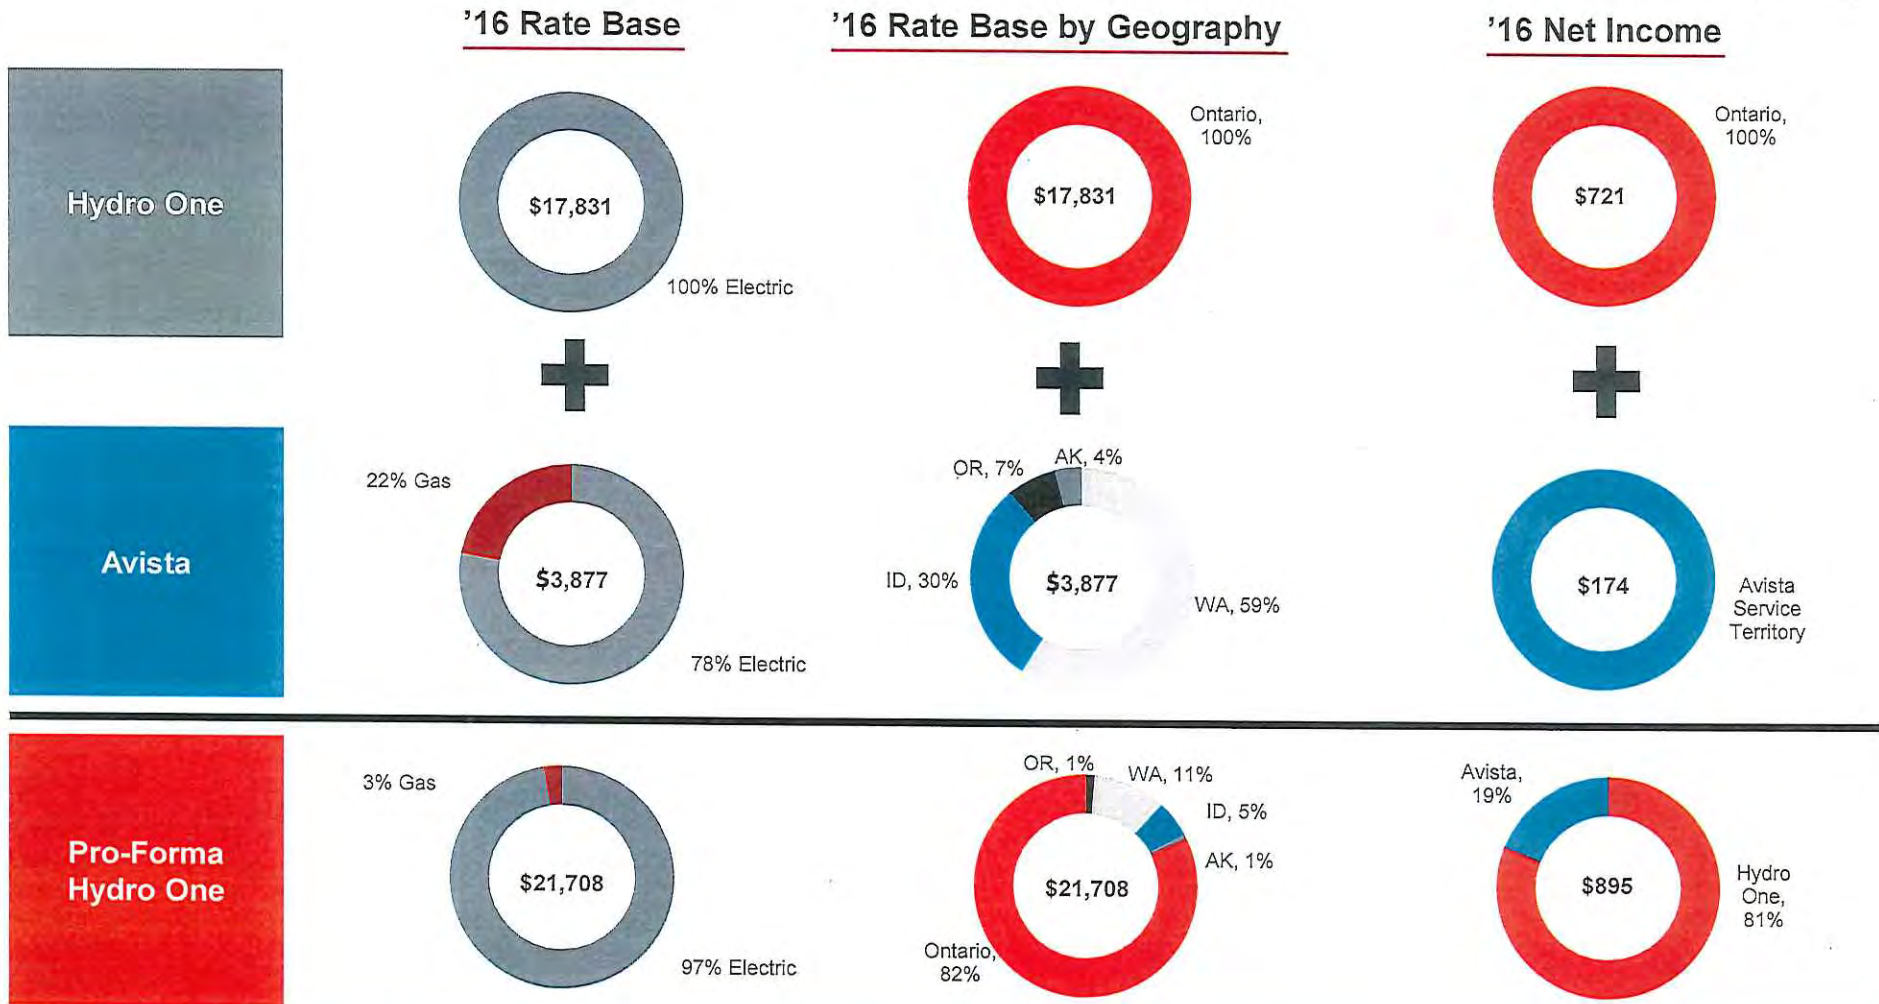 '16 Rate Base
'16 Rate Base by Geography
'16 Net Income
Hydro One
$17,831
100% Electric
$17,831
Ontario,
100%
$721
Ontario,
100%
Avista
22% Gas
$3,877
78% Electric
OR, 7%
AK, 4%
ID, 30%
$3,877
WA, 59%
$174
Avista
Service
Territory
Pro-Forma
Hydro One
3% Gas
$21,708
97% Electric
OR, 1%
WA, 11%
ID, 5%
AK, 1%
$21,708
Ontario,
82%
Avista,
19%
$895
Hydro
One,
81%